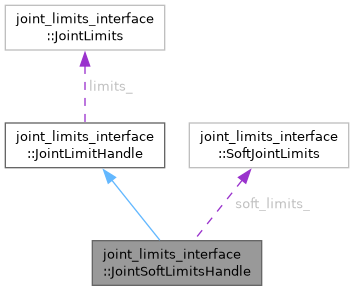 joint_limits_interface
::JointLimits
limits_
joint_limits_interface
::JointLimitHandle
joint_limits_interface
::SoftJointLimits
soft_limits_
joint_limits_interface
::JointSoftLimitsHandle